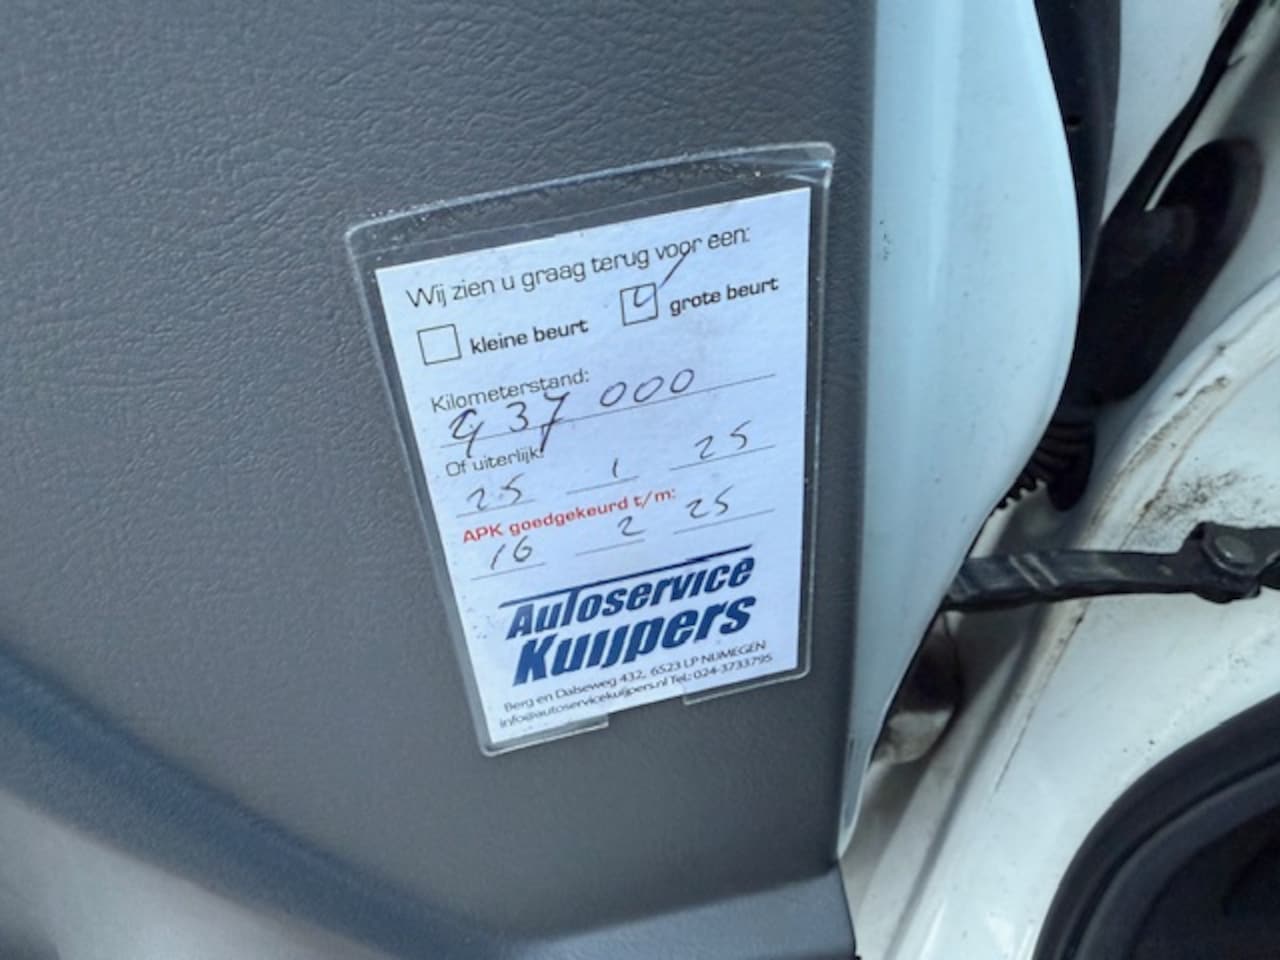 Wij zien u graag terug voor een:
kleine beurt grote beurt
Kilometerstand:
437 000
Of uiterlijk:
25 1 25
APK goedgekeurd t/m:
16 2 25
Autoservice
Kuijpers
Berg en Dalseweg 432, 6523 LP NIJMEGEN
info@autoservicekuijpers.nl Tel.: 024-3733795